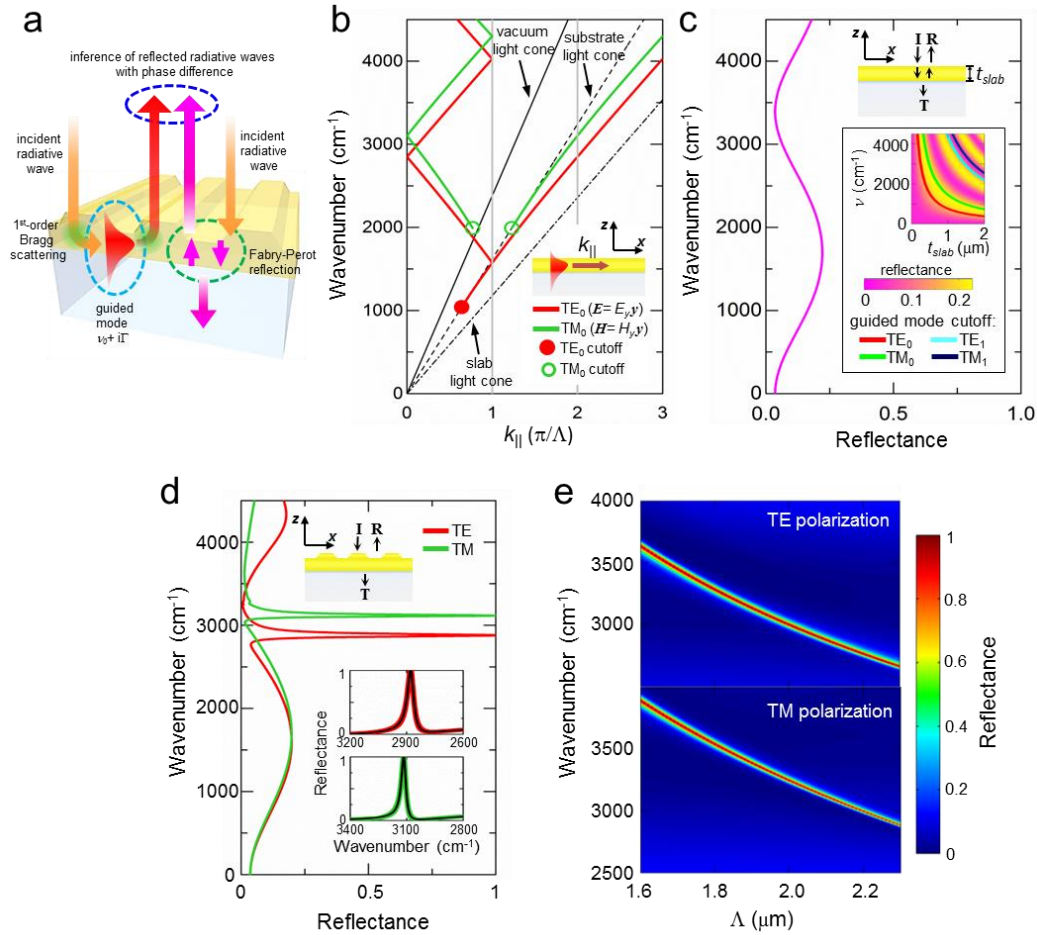 a
inference of reflected radiative waves
with phase difference
incident
radiative
wave
incident
radiative
wave
1st-order
Bragg
scattering
Fabry-Perot
reflection
guided
mode
ν0+ iΓ
b
Wavenumber (cm-1)
4000
3000
2000
1000
0
vacuum
light cone
substrate
light cone
z
x
k||
TE0 (E= Eyy)
TM0 (H= Hyy)
TE0 cutoff
TM0 cutoff
slab
light cone
0 1 2 3
k|| (π/Λ)
c
Wavenumber (cm-1)
4000
3000
2000
1000
0
z
x
I R
tslab
T
ν (cm-1)
4000
2000
0
0 1 2
tslab (μm)
reflectance
0 0.1 0.2
guided mode cutoff:
TE0 TE1
TM0 TM1
0.0 0.5 1.0
Reflectance
d
Wavenumber (cm-1)
4000
3000
2000
1000
0
z
x
I R
T
TE
TM
Reflectance
1
0
3200 2900 2600
1
0
3400 3100 2800
Wavenumber (cm-1)
0 0.5 1
Reflectance
e
Wavenumber (cm-1)
4000
3500
3000
TE polarization
3500
3000
2500
TM polarization
1.6 1.8 2.0 2.2
Λ (μm)
1
0.8
0.6
0.4
0.2
0
Reflectance